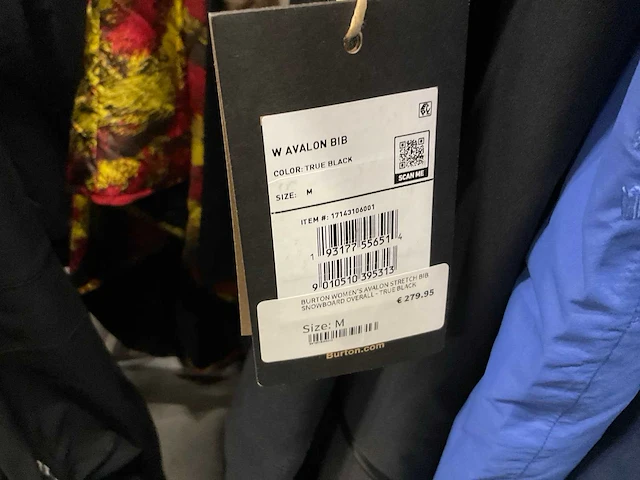 W AVALON BIB
COLOR: TRUE BLACK
SIZE: M
SCAN ME
ITEM #: 17143106001
1 93177 55651 4
9 010510 395313
BURTON WOMEN'S AVALON STRETCH BIB
SNOWBOARD OVERALL - TRUE BLACK
€ 279.95
Size: M
Burton.com